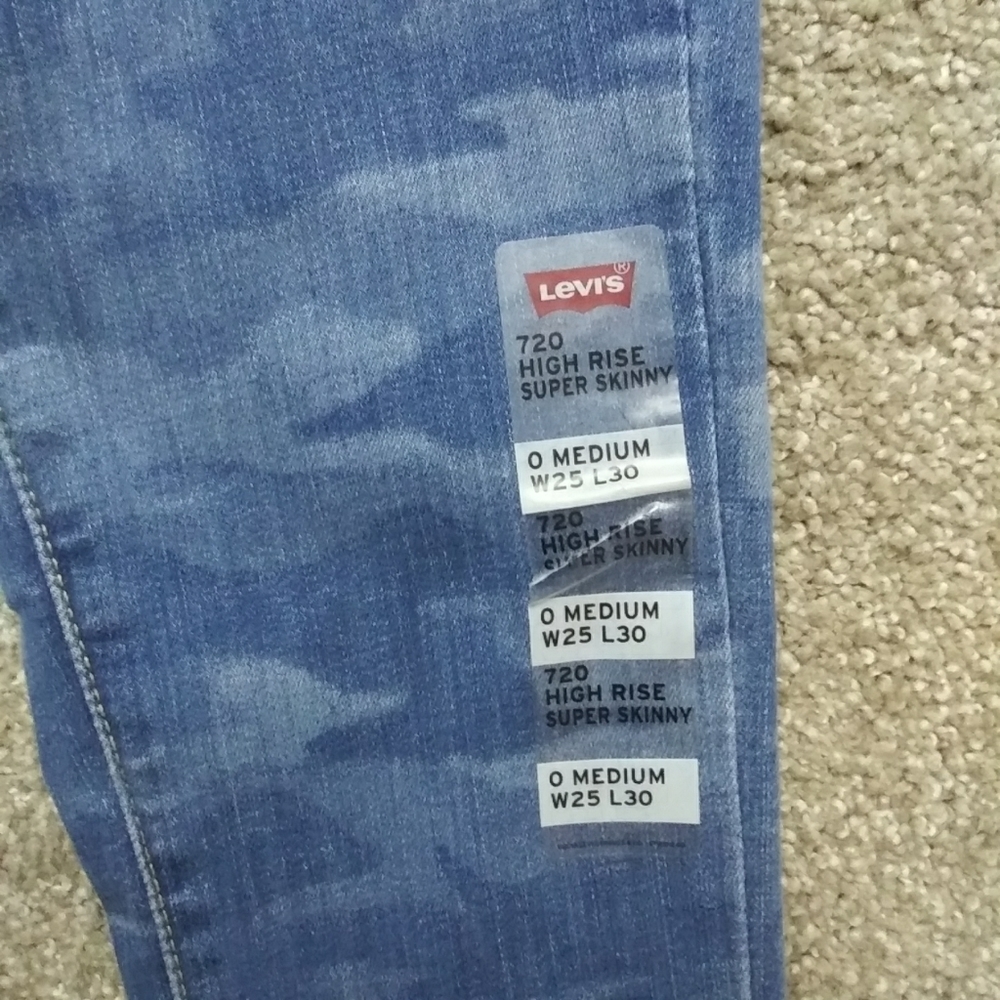 Levi's®
720
HIGH RISE
SUPER SKINNY
0 MEDIUM
W25 L30
720
HIGH RISE
SUPER SKINNY
0 MEDIUM
W25 L30
720
HIGH RISE
SUPER SKINNY
0 MEDIUM
W25 L30